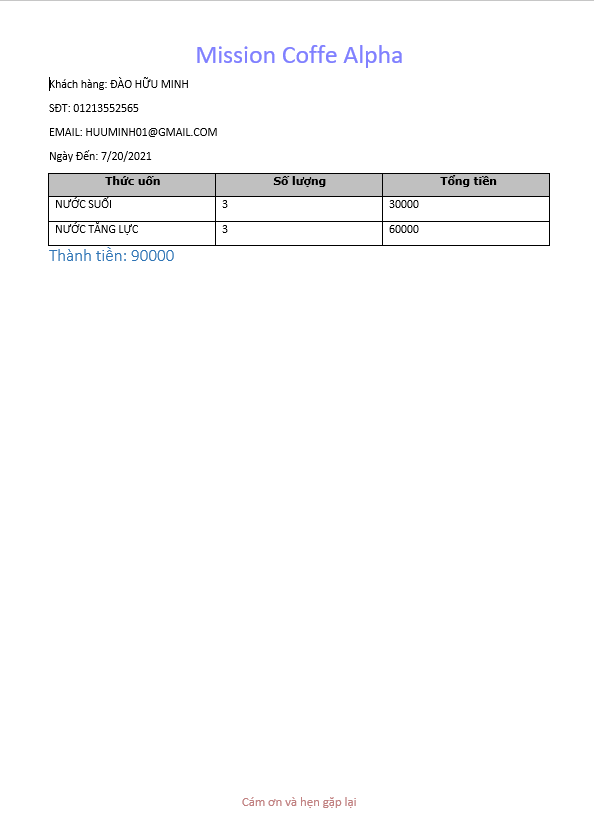 Mission Coffe Alpha
Khách hàng: ĐÀO HỮU MINH
SĐT: 01213552565
EMAIL: HUUMINH01@GMAIL.COM
Ngày Đến: 7/20/2021
Thức uốn Số lượng Tổng tiền
NƯỚC SUỐI 3 30000
NƯỚC TĂNG LỰC 3 60000
Thành tiền: 90000
Cám ơn và hẹn gặp lại